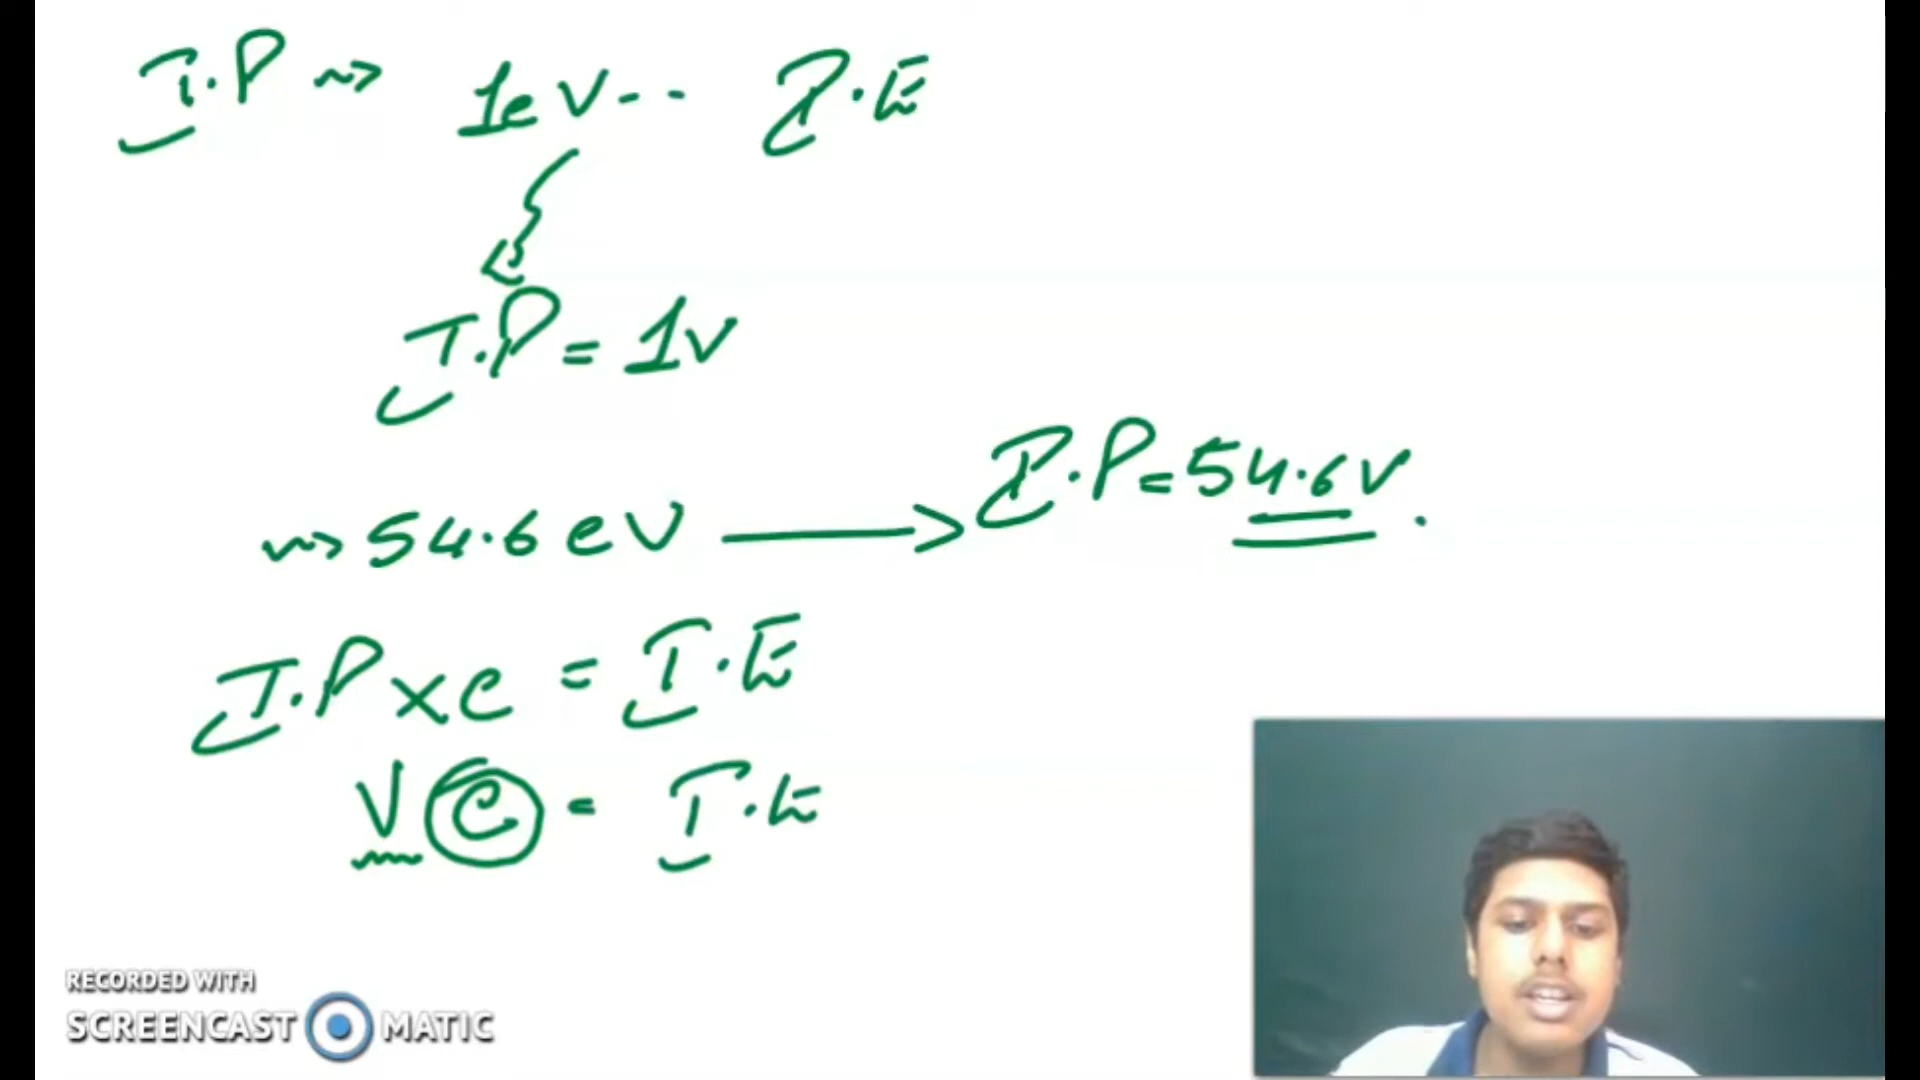 I.P ⇝ 1eV-- I.E
I.P = 1v
I.P = 54.6v.
⇝ 54.6 eV ⟶
I.P x e = I.E
V e = I.E
RECORDED WITH
SCREENCAST MATIC